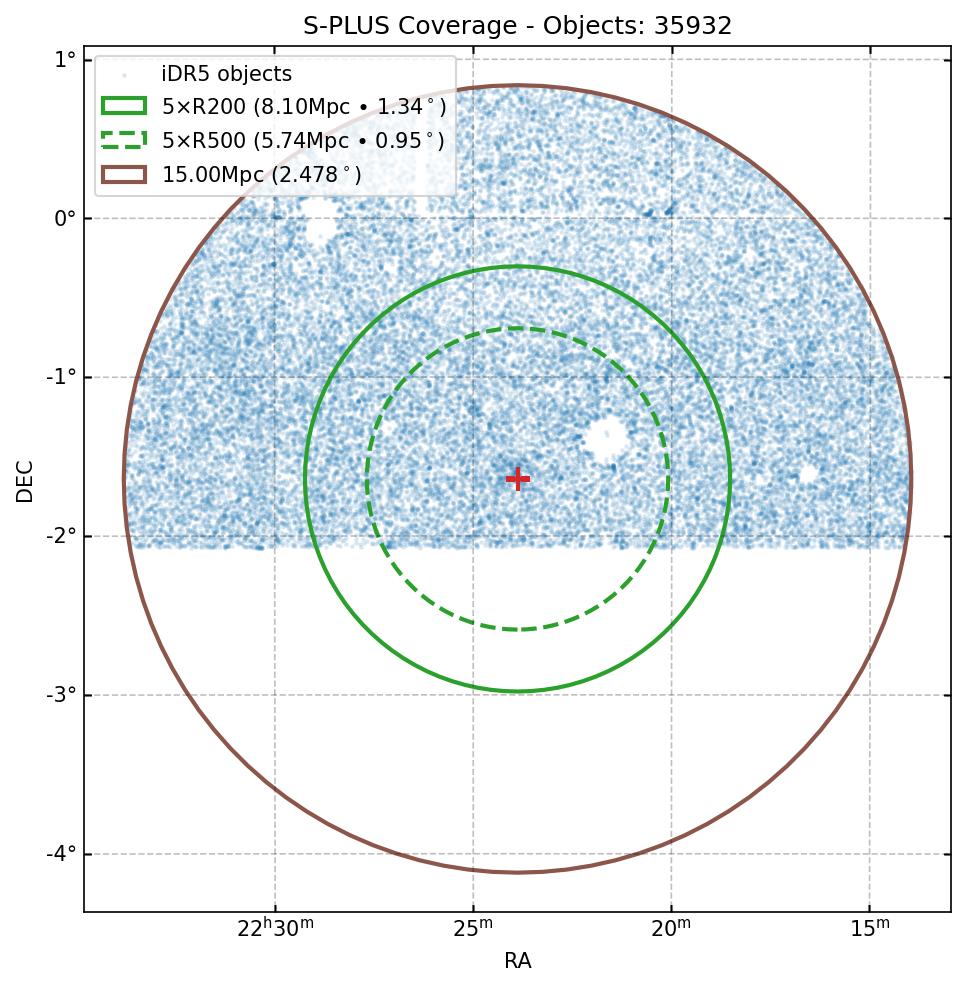 S-PLUS Coverage - Objects: 35932
iDR5 objects
5×R200 (8.10Mpc • 1.34°)
5×R500 (5.74Mpc • 0.95°)
15.00Mpc (2.478°)
1°
0°
-1°
-2°
-3°
-4°
DEC
22ʰ30ᵐ
25ᵐ
20ᵐ
15ᵐ
RA